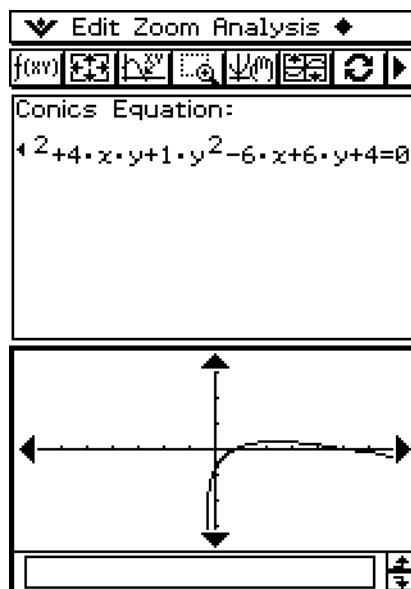 Edit Zoom Analysis ◆
Conics Equation:
²+4·x·y+1·y²-6·x+6·y+4=0